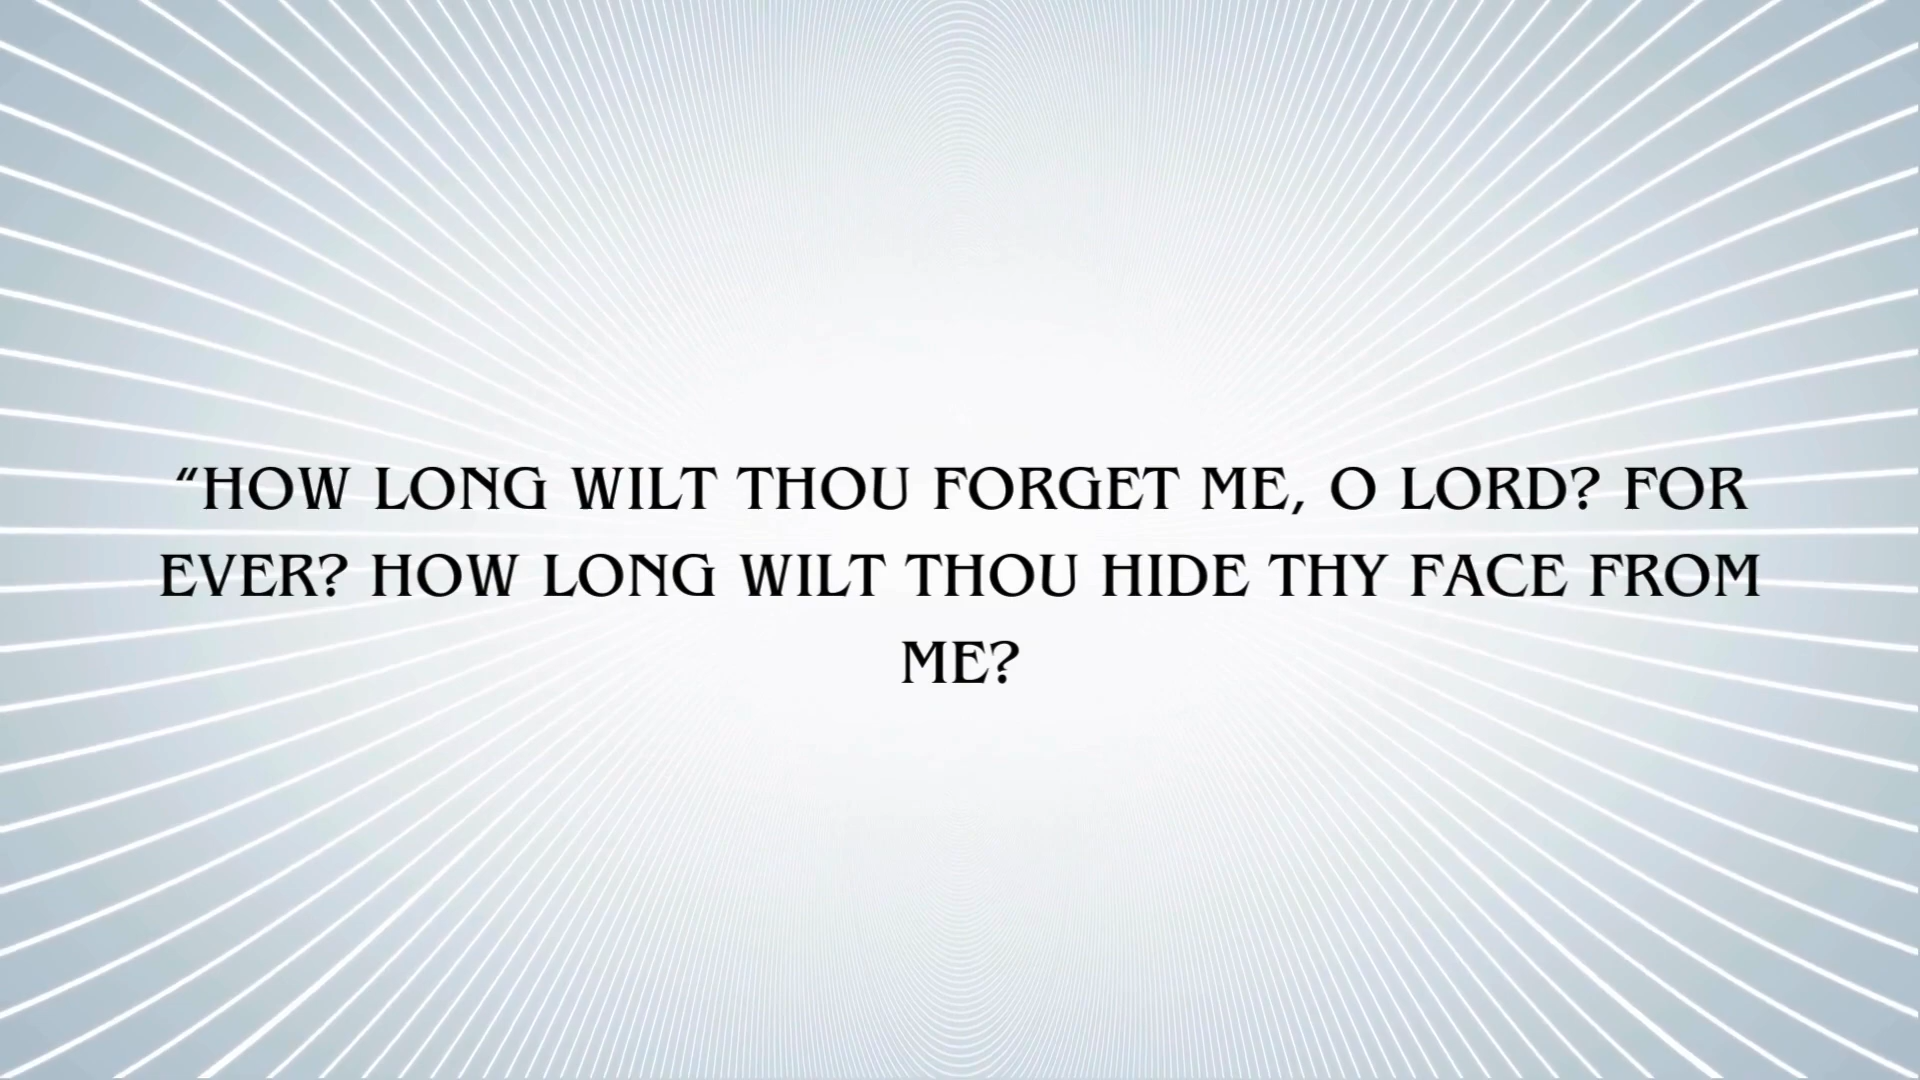 “HOW LONG WILT THOU FORGET ME, O LORD? FOR
EVER? HOW LONG WILT THOU HIDE THY FACE FROM
ME?